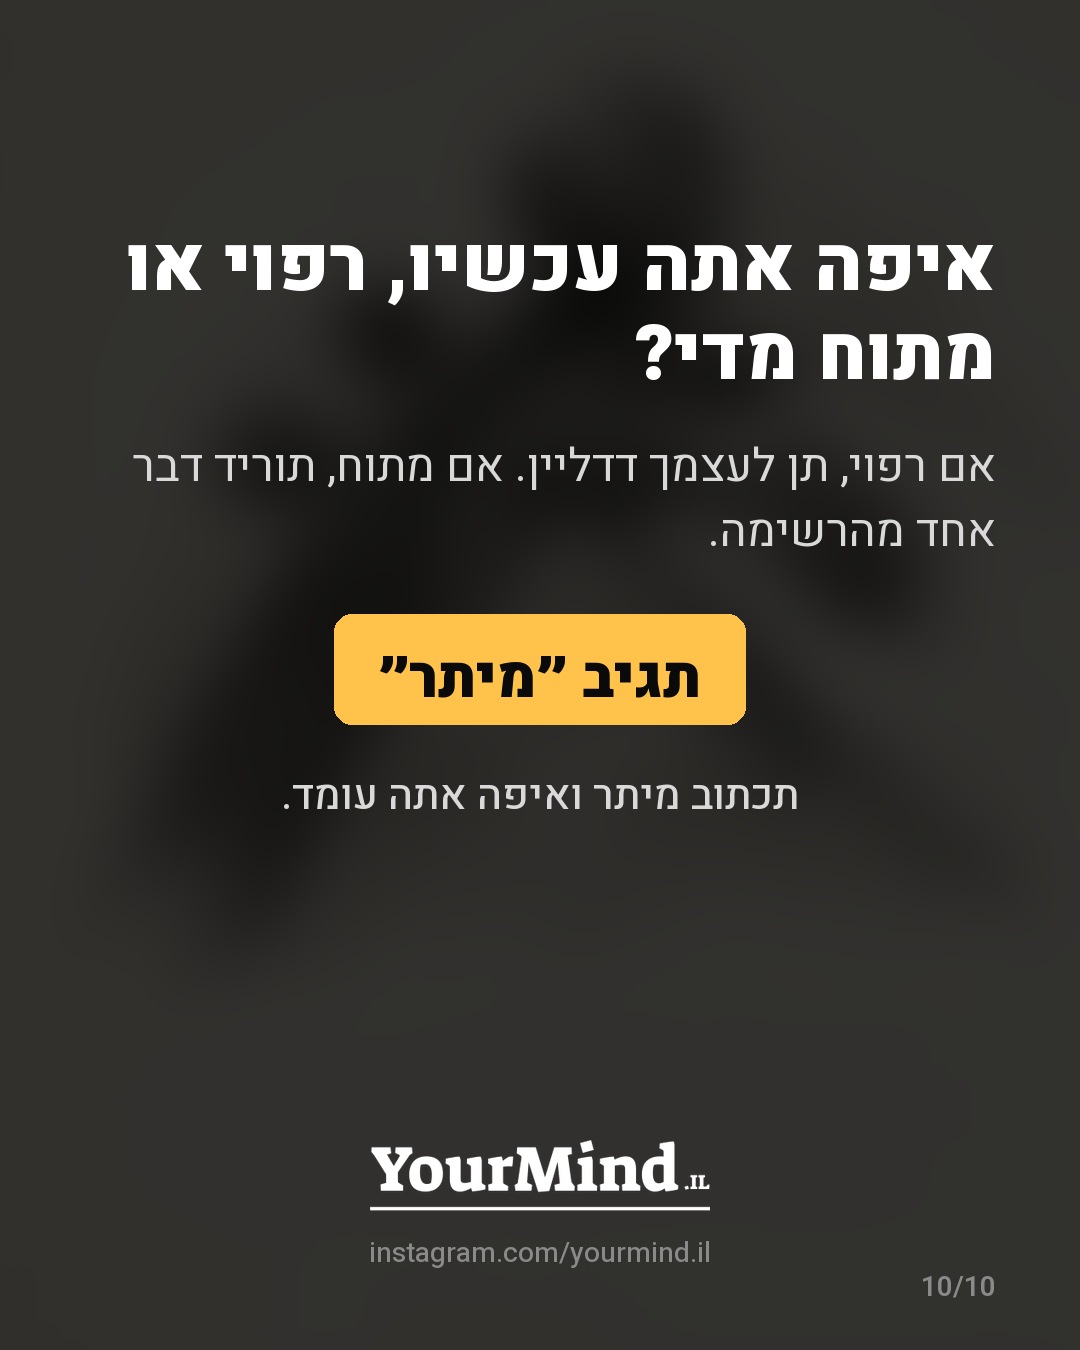 איפה אתה עכשיו, רפוי או
מתוח מדי?
אם רפוי, תן לעצמך דדליין. אם מתוח, תוריד דבר
אחד מהרשימה.
תגיב ״מיתר״
תכתוב מיתר ואיפה אתה עומד.
YourMind.IL
instagram.com/yourmind.il
10/10